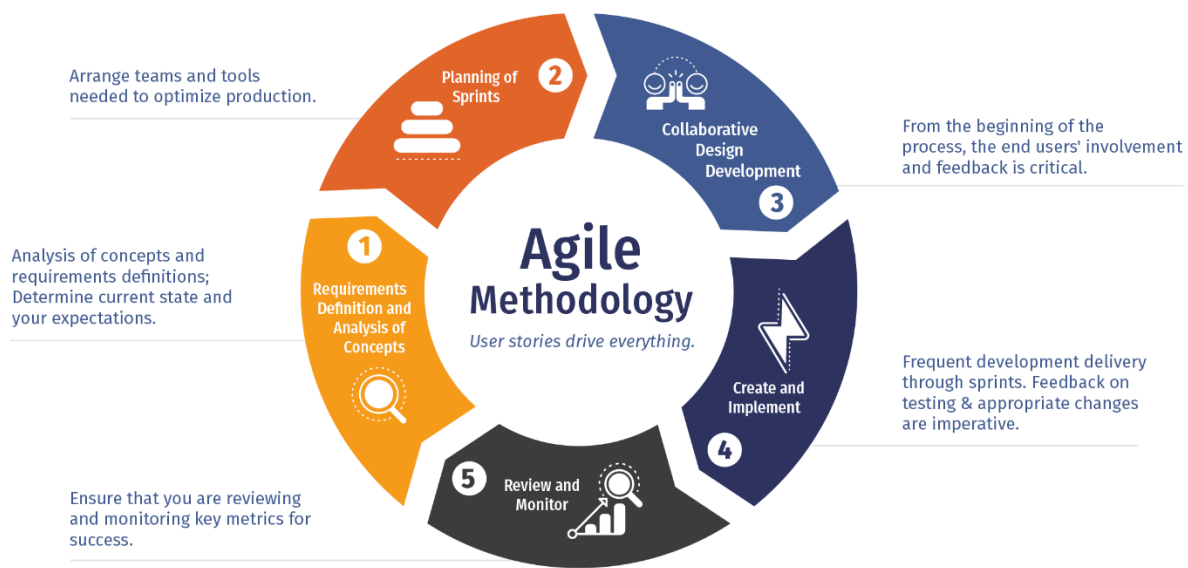 Agile
Methodology
User stories drive everything.
1
Requirements
Definition and
Analysis of
Concepts
Analysis of concepts and
requirements definitions;
Determine current state and
your expectations.
2
Planning of
Sprints
Arrange teams and tools
needed to optimize production.
Collaborative
Design
Development
3
From the beginning of the
process, the end users' involvement
and feedback is critical.
Create and
Implement
4
Frequent development delivery
through sprints. Feedback on
testing & appropriate changes
are imperative.
5
Review and
Monitor
Ensure that you are reviewing
and monitoring key metrics for
success.